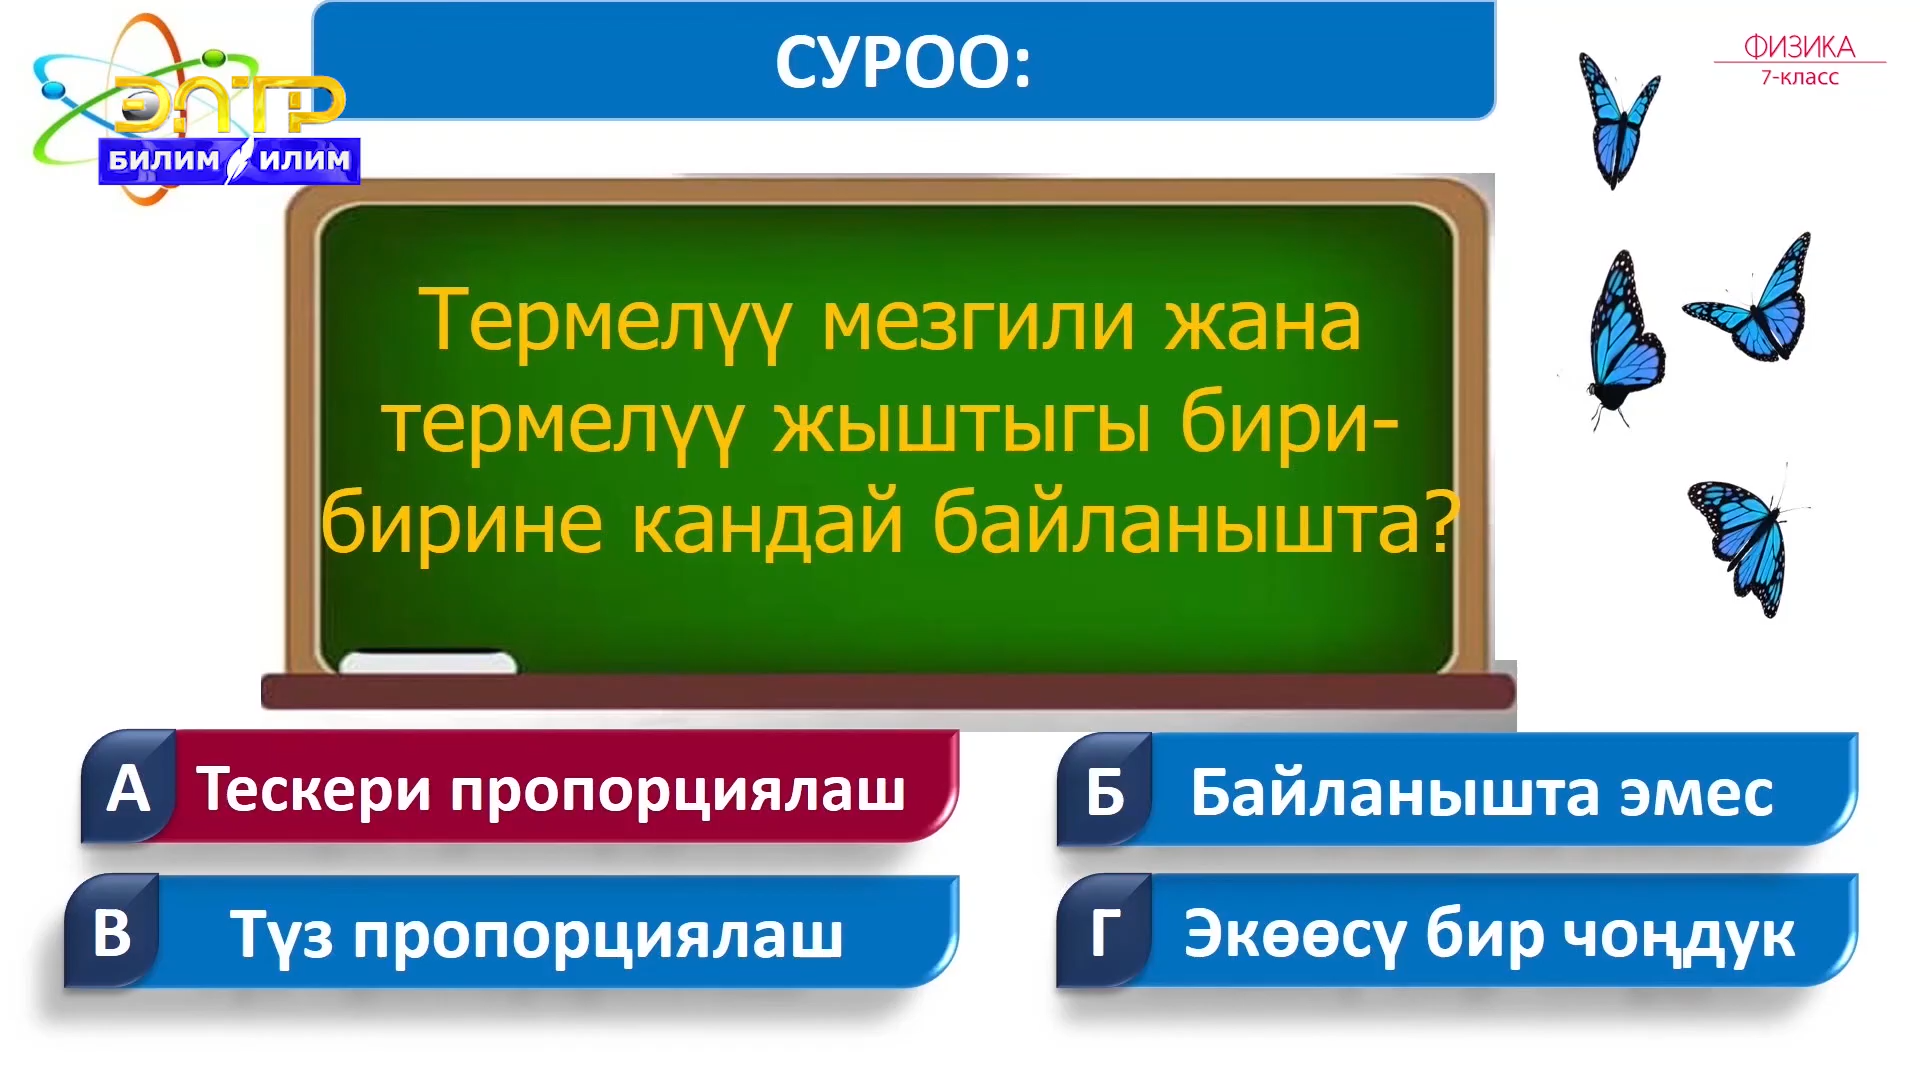 СУРОО:
ФИЗИКА
7-класс
ЭЛТР
БИЛИМ ИЛИМ
Термелүү мезгили жана
термелүү жыштыгы бири-
бирине кандай байланышта?
А Тескери пропорциялаш
Б Байланышта эмес
В Түз пропорциялаш
Г Экөөсү бир чоңдук